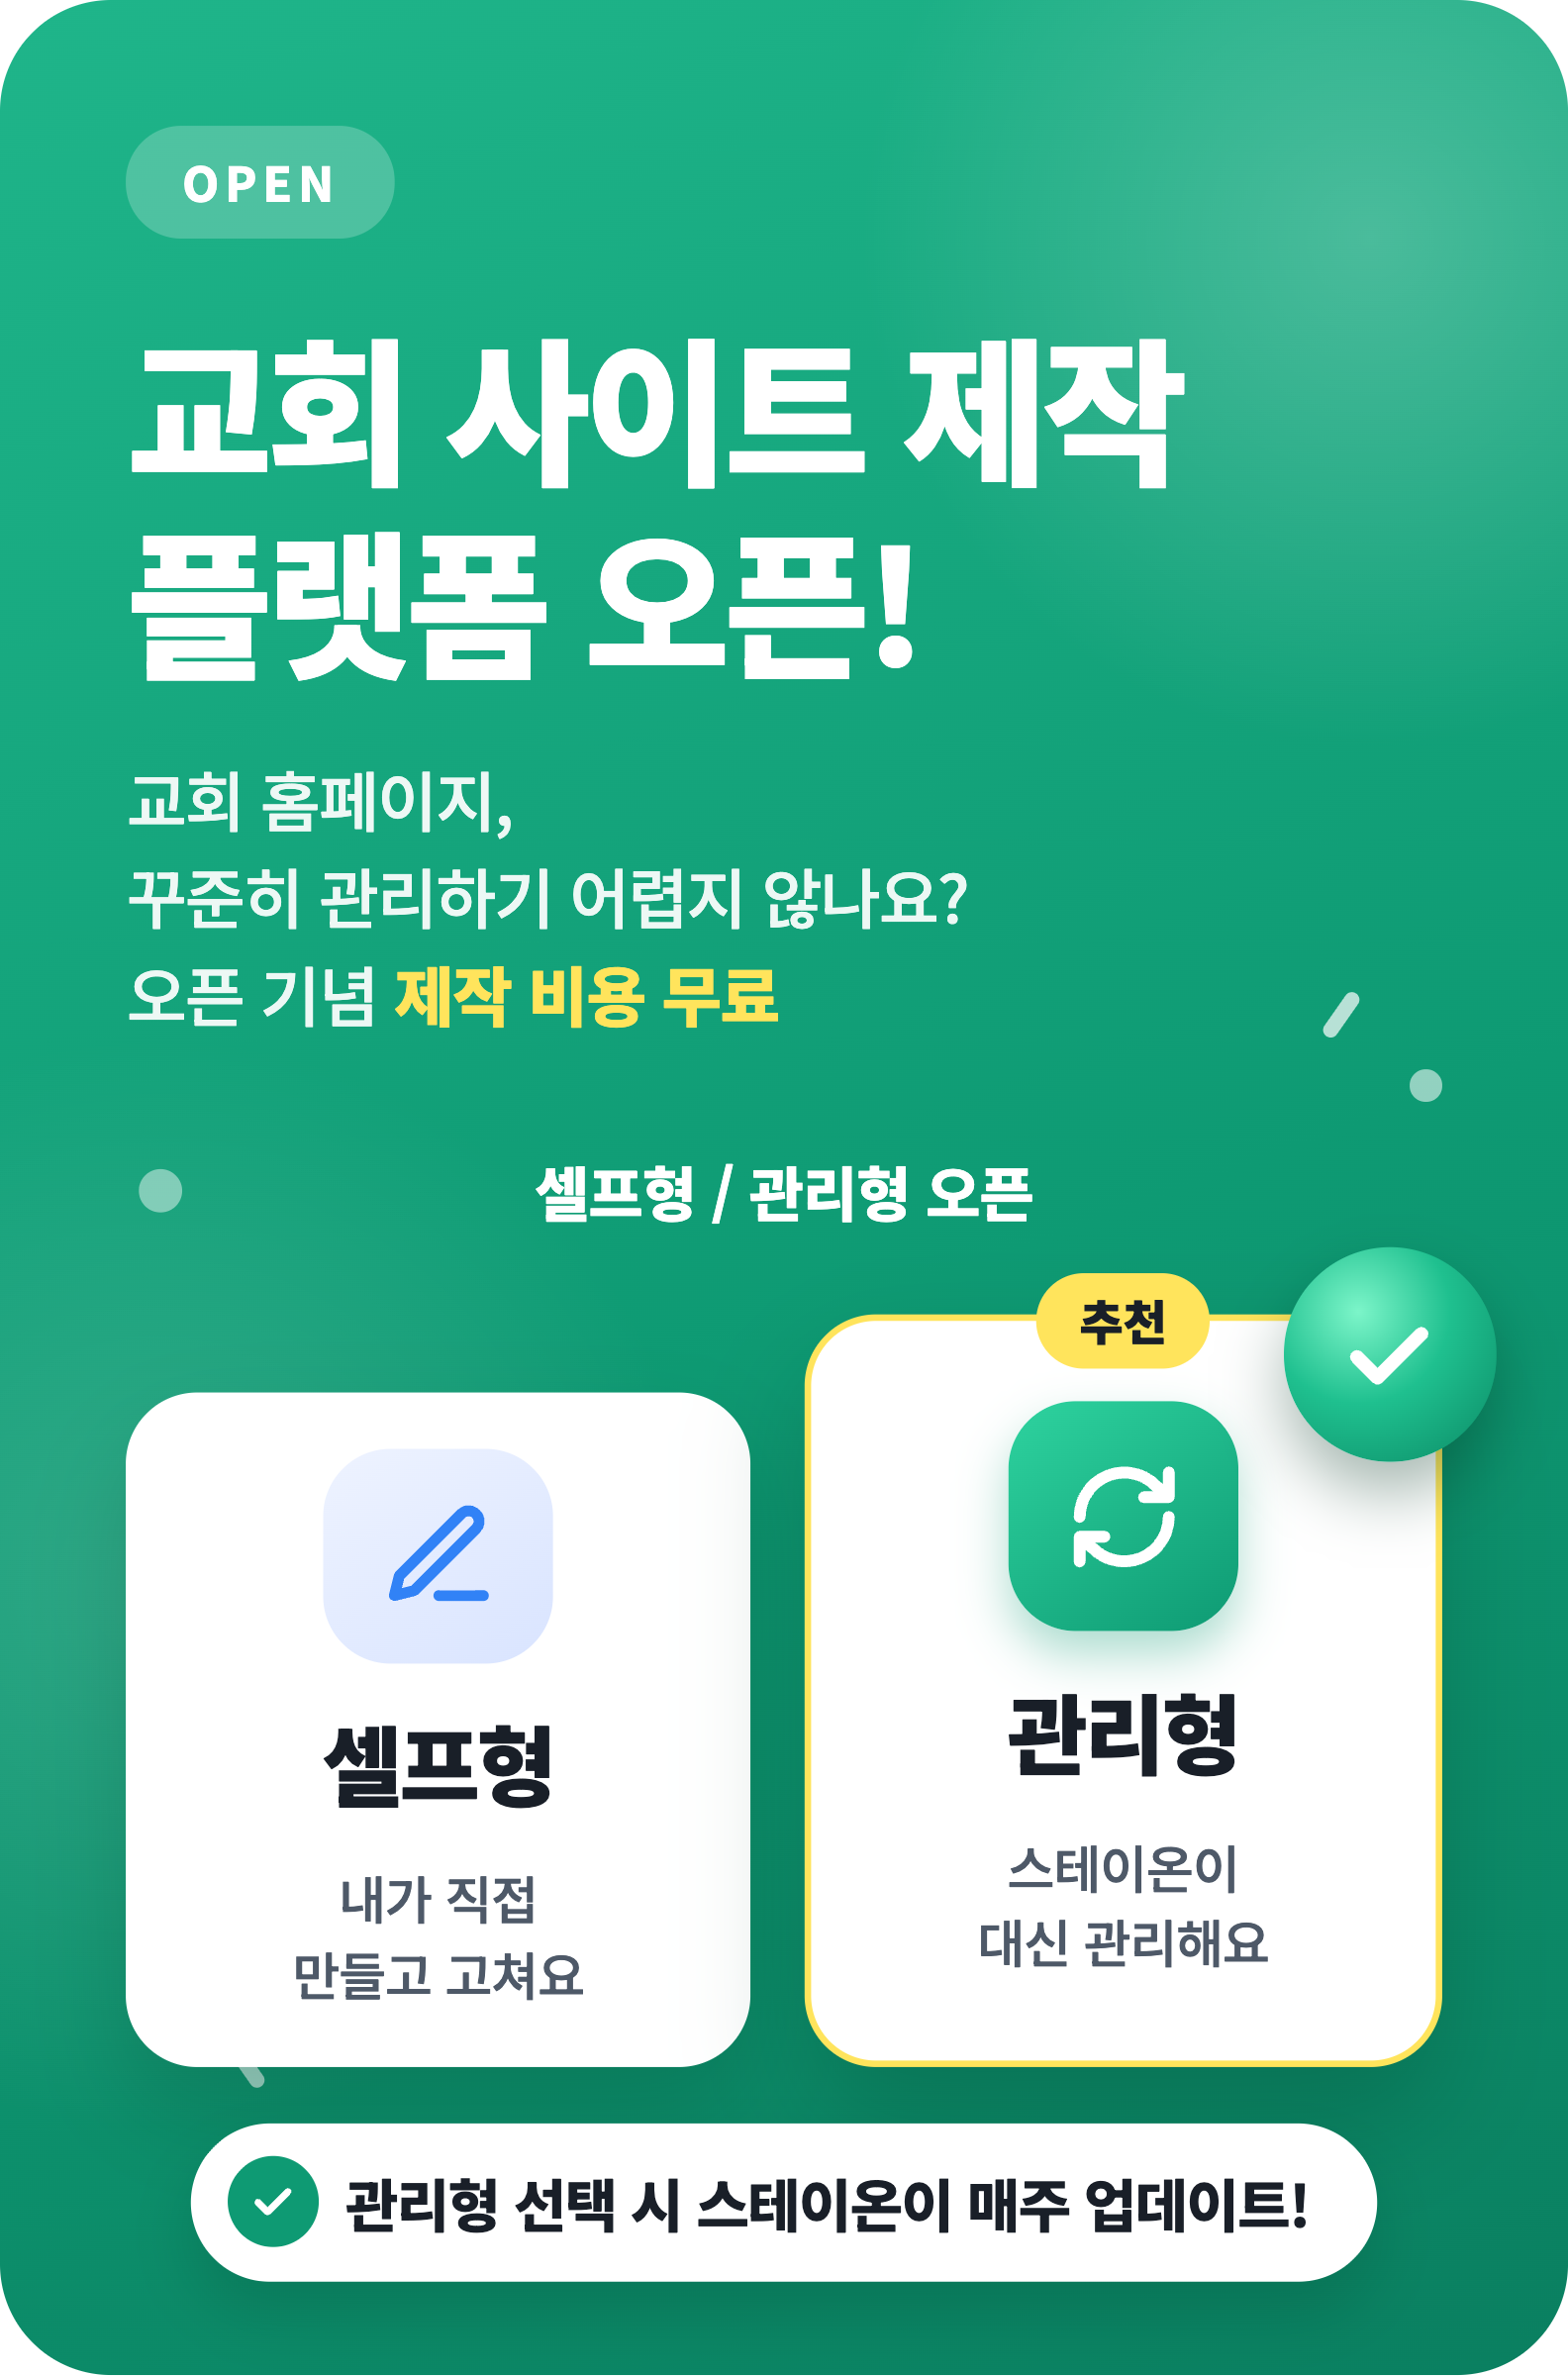 OPEN
교회 사이트 제작
플랫폼 오픈!
교회 홈페이지,
꾸준히 관리하기 어렵지 않나요?
오픈 기념 제작 비용 무료
셀프형 / 관리형 오픈
셀프형
내가 직접
만들고 고쳐요
추천
관리형
스테이온이
대신 관리해요
관리형 선택 시 스테이온이 매주 업데이트!